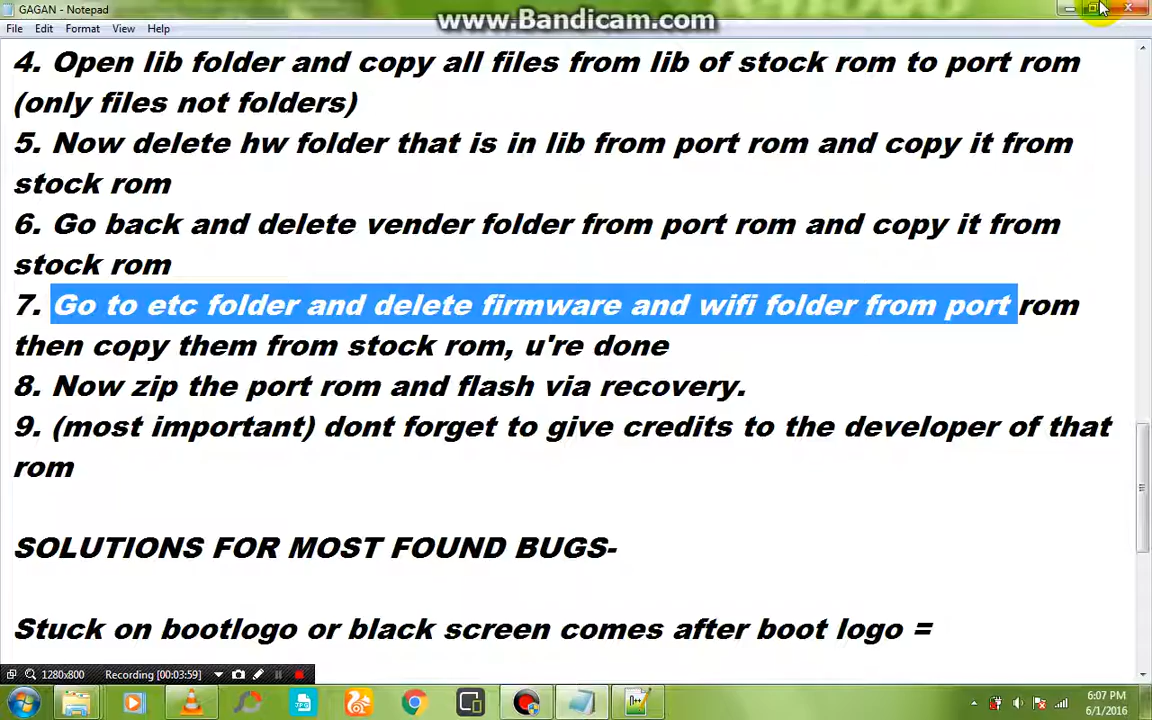 GAGAN - Notepad
www.Bandicam.com
File Edit Format View Help
4. Open lib folder and copy all files from lib of stock rom to port rom
(only files not folders)
5. Now delete hw folder that is in lib from port rom and copy it from
stock rom
6. Go back and delete vender folder from port rom and copy it from
stock rom
7. Go to etc folder and delete firmware and wifi folder from port rom
then copy them from stock rom, u're done
8. Now zip the port rom and flash via recovery.
9. (most important) dont forget to give credits to the developer of that
rom
SOLUTIONS FOR MOST FOUND BUGS-
Stuck on bootlogo or black screen comes after boot logo =
1280x800 Recording [00:03:59]
6:07 PM
6/1/2016